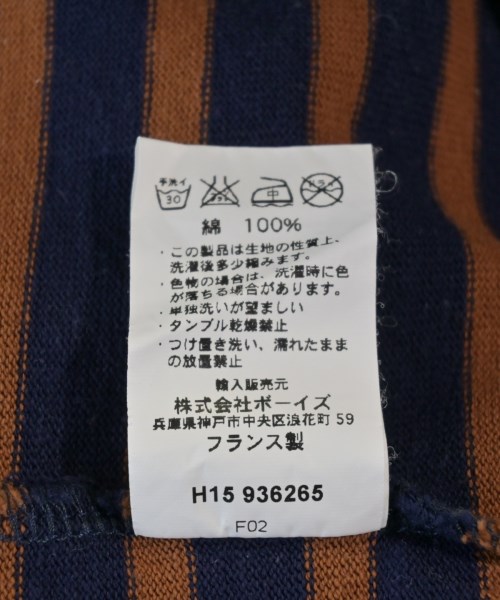 手洗イ
30
中
ドライ
綿 100%
・この製品は生地の性質上、
洗濯後多少縮みます。
・色物の場合は、洗濯時に色
が落ちる場合があります。
・単独洗いが望ましい
・タンブル乾燥禁止
・つけ置き洗い、濡れたまま
の放置禁止
輸入販売元
株式会社ボーイズ
兵庫県神戸市中央区浪花町 59
フランス製
H15 936265
F02